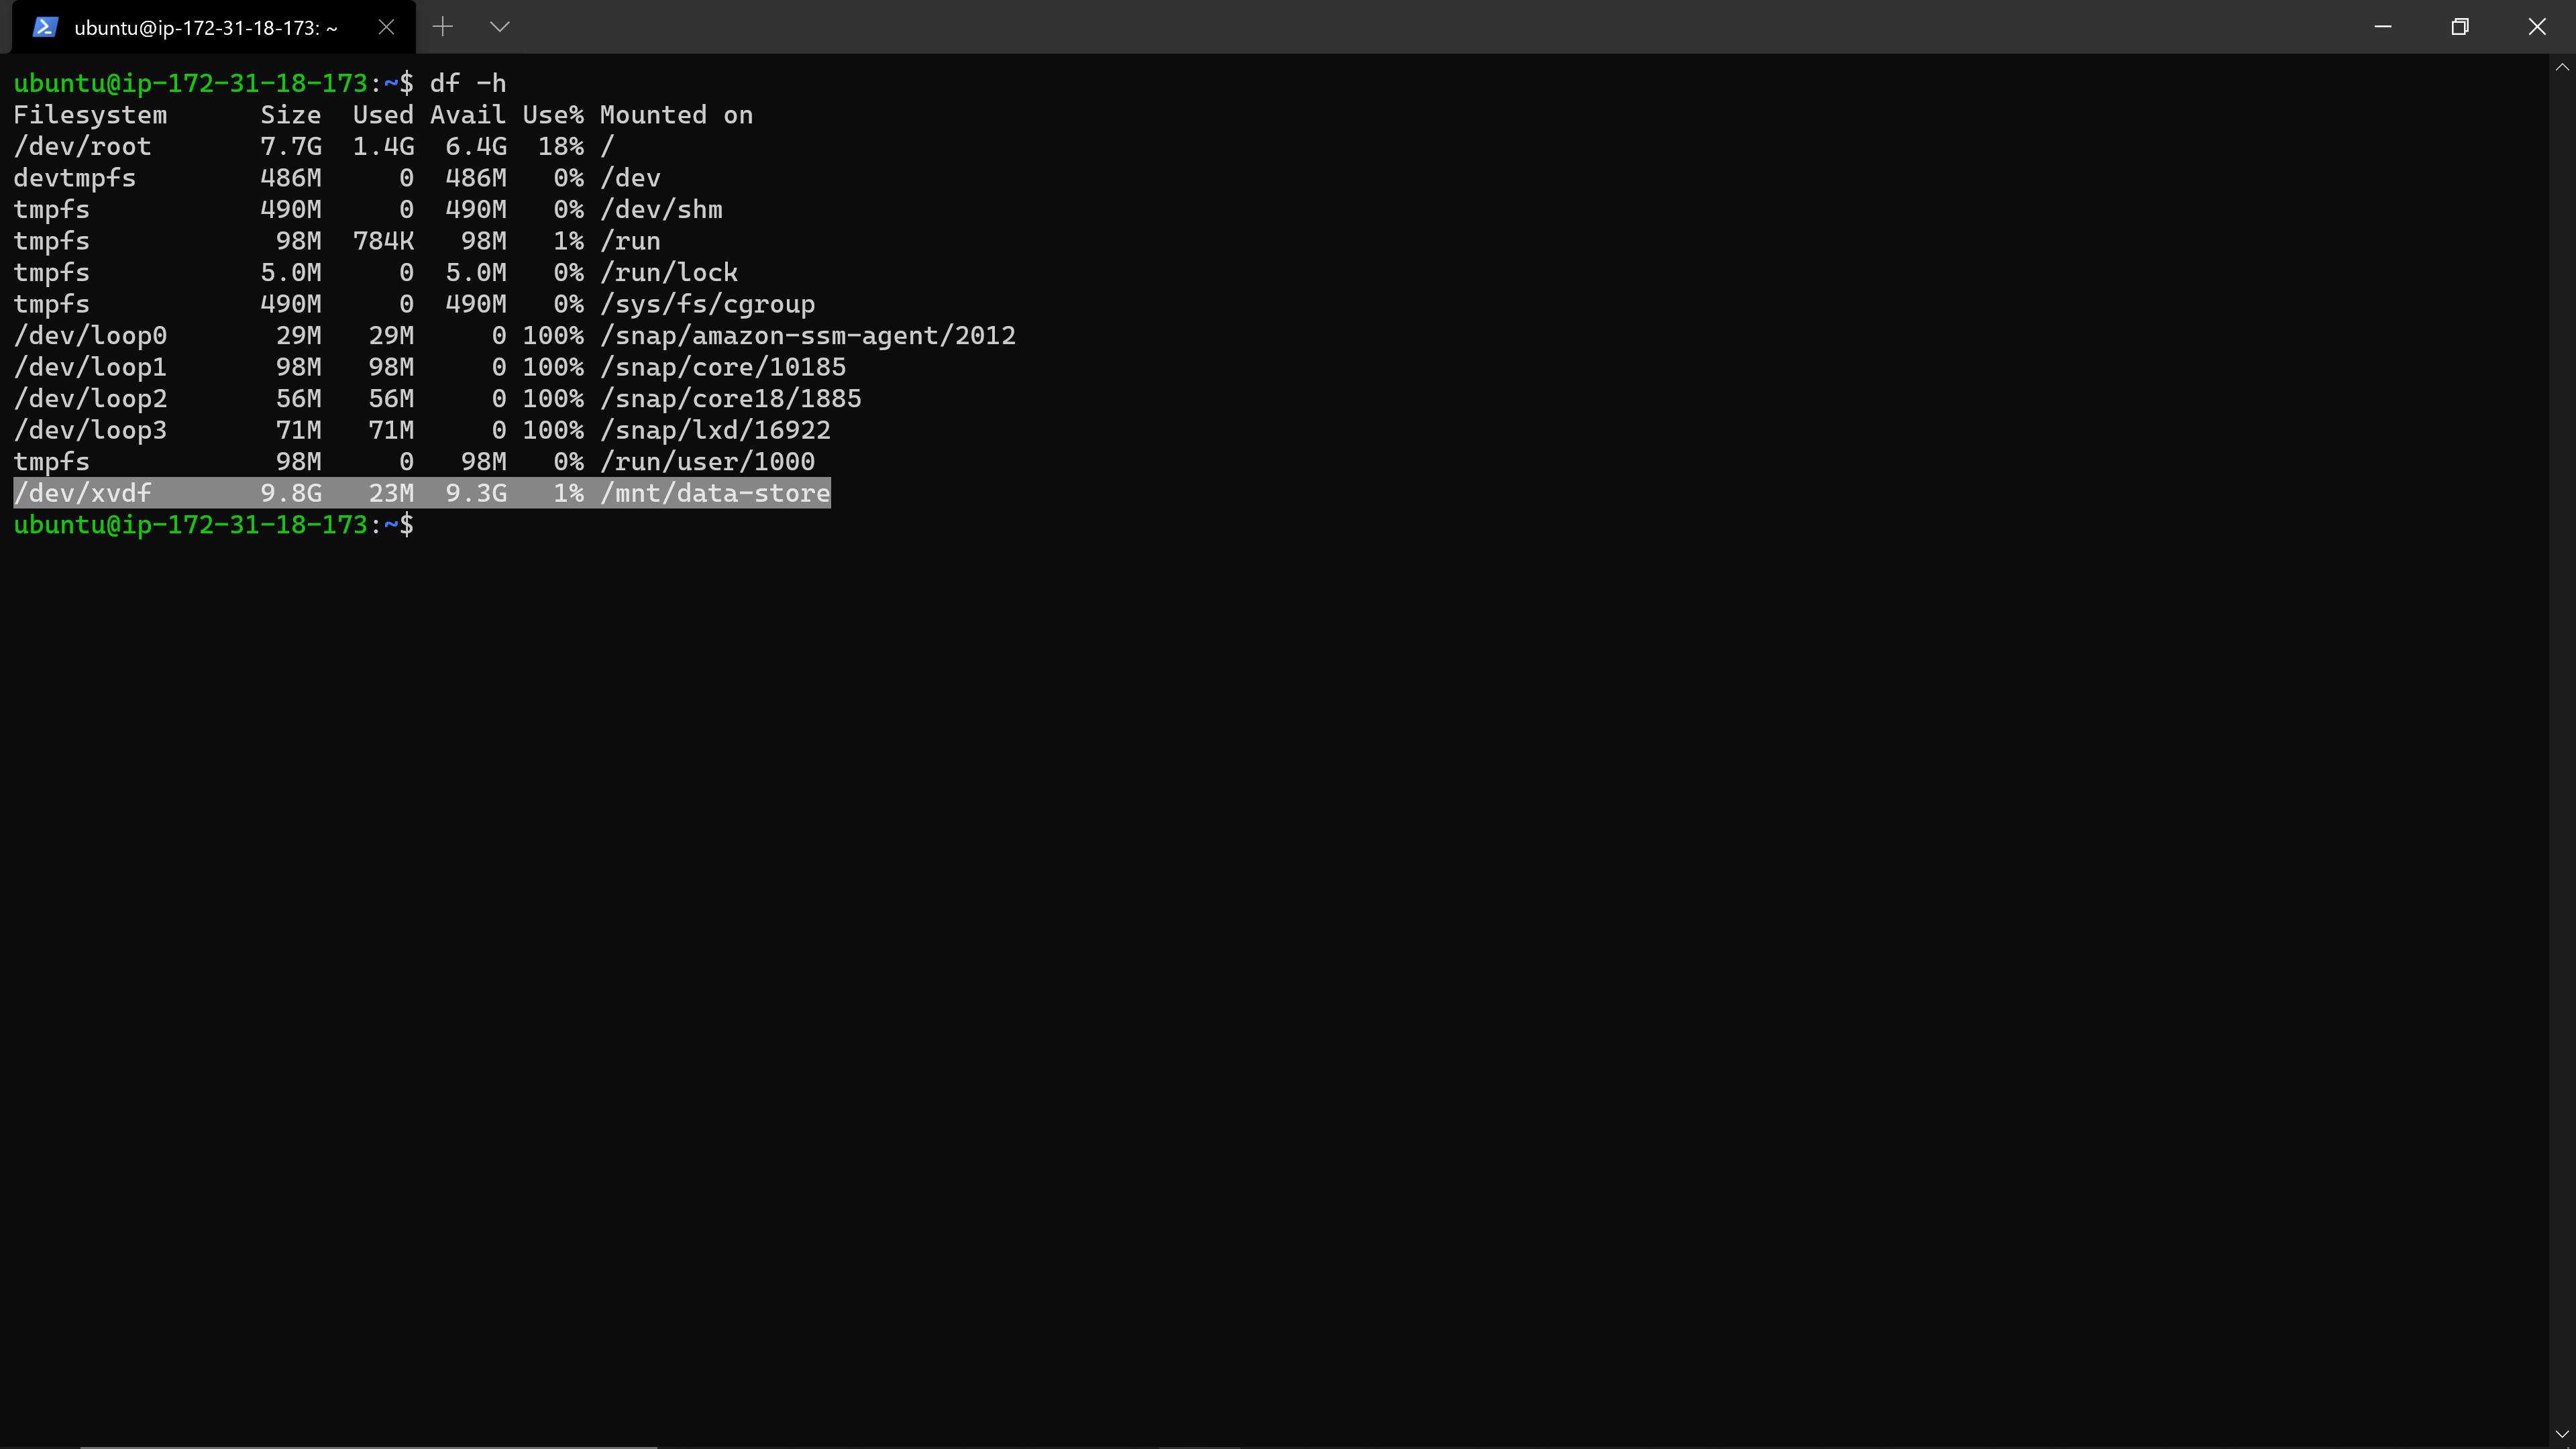 ubuntu@ip-172-31-18-173: ~
ubuntu@ip-172-31-18-173:~$ df -h
Filesystem      Size  Used Avail Use% Mounted on
/dev/root       7.7G  1.4G  6.4G  18% /
devtmpfs        486M     0  486M   0% /dev
tmpfs           490M     0  490M   0% /dev/shm
tmpfs            98M  784K   98M   1% /run
tmpfs           5.0M     0  5.0M   0% /run/lock
tmpfs           490M     0  490M   0% /sys/fs/cgroup
/dev/loop0       29M   29M     0 100% /snap/amazon-ssm-agent/2012
/dev/loop1       98M   98M     0 100% /snap/core/10185
/dev/loop2       56M   56M     0 100% /snap/core18/1885
/dev/loop3       71M   71M     0 100% /snap/lxd/16922
tmpfs            98M     0   98M   0% /run/user/1000
/dev/xvdf       9.8G   23M  9.3G   1% /mnt/data-store
ubuntu@ip-172-31-18-173:~$